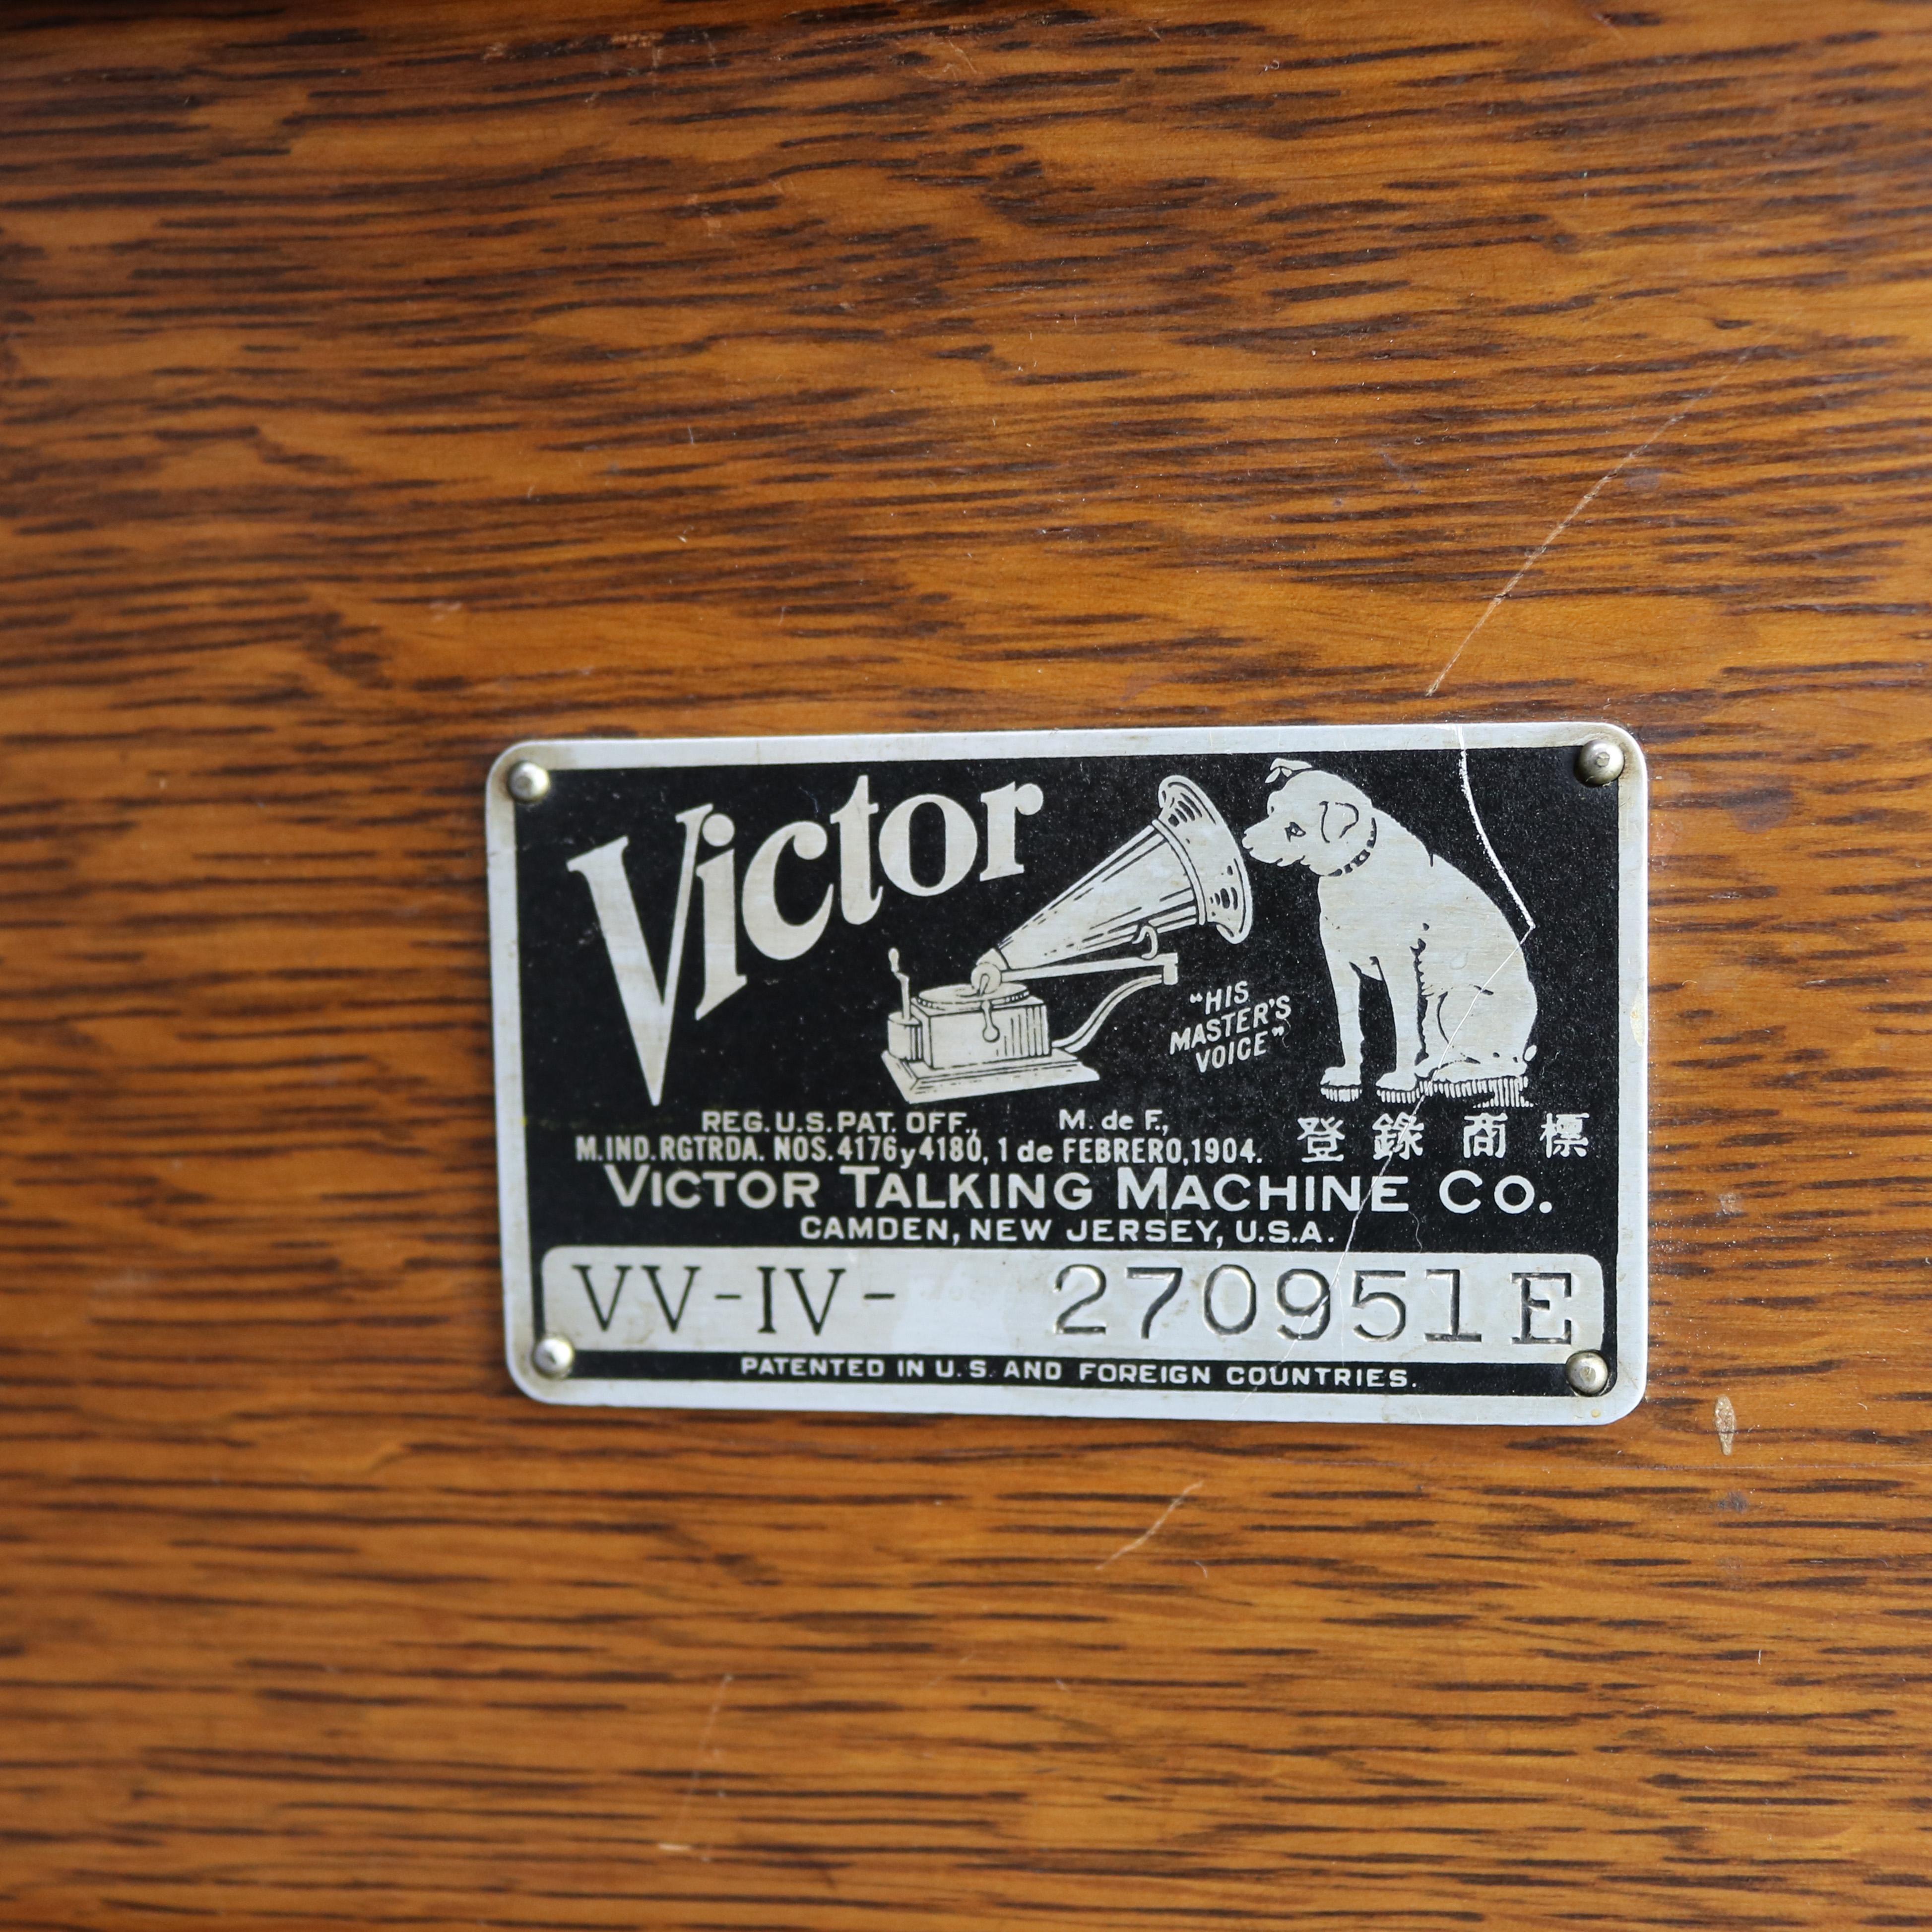 Victor
"HIS
MASTER'S
VOICE"
REG. U.S. PAT. OFF., M. de F.,
M.IND.RGTRDA. NOS. 4176 y 4180, 1 de FEBRERO, 1904.
登錄商標
VICTOR TALKING MACHINE CO.
CAMDEN, NEW JERSEY, U.S.A.
VV-IV- 270951E
PATENTED IN U.S. AND FOREIGN COUNTRIES.